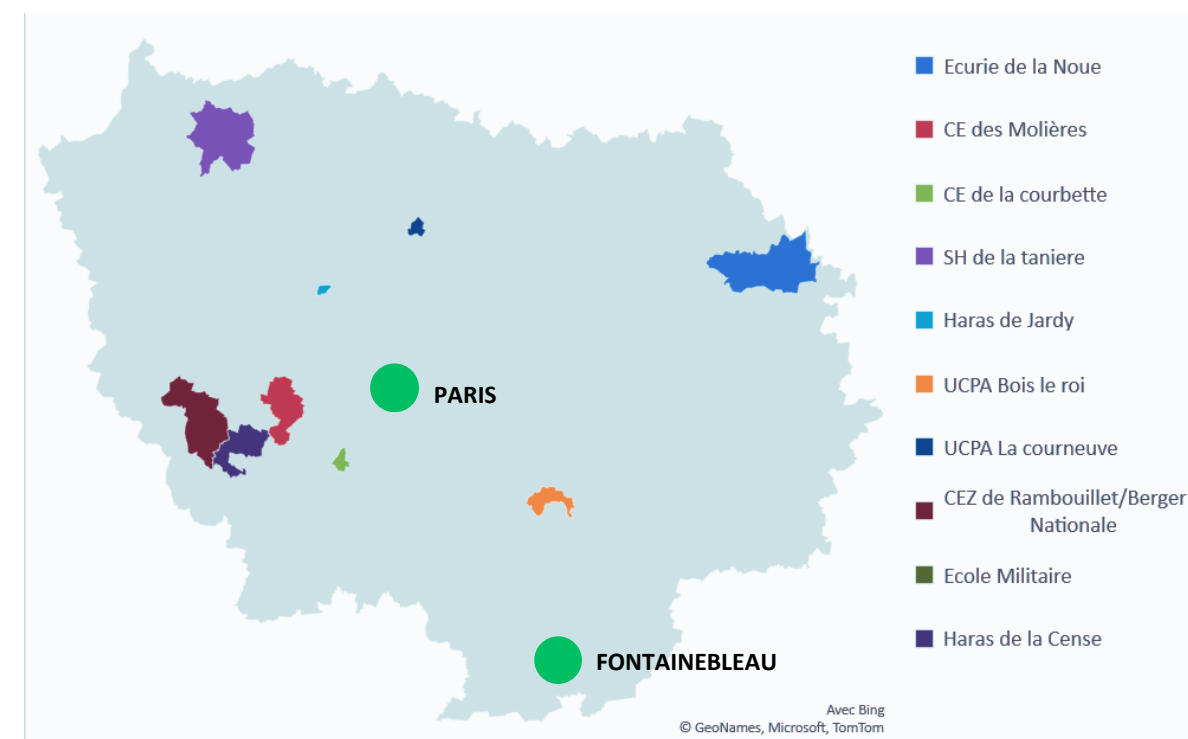 Ecurie de la Noue
CE des Molières
CE de la courbette
SH de la taniere
Haras de Jardy
UCPA Bois le roi
UCPA La courneuve
CEZ de Rambouillet/Berger
Nationale
Ecole Militaire
Haras de la Cense
PARIS
FONTAINEBLEAU
Avec Bing
© GeoNames, Microsoft, TomTom